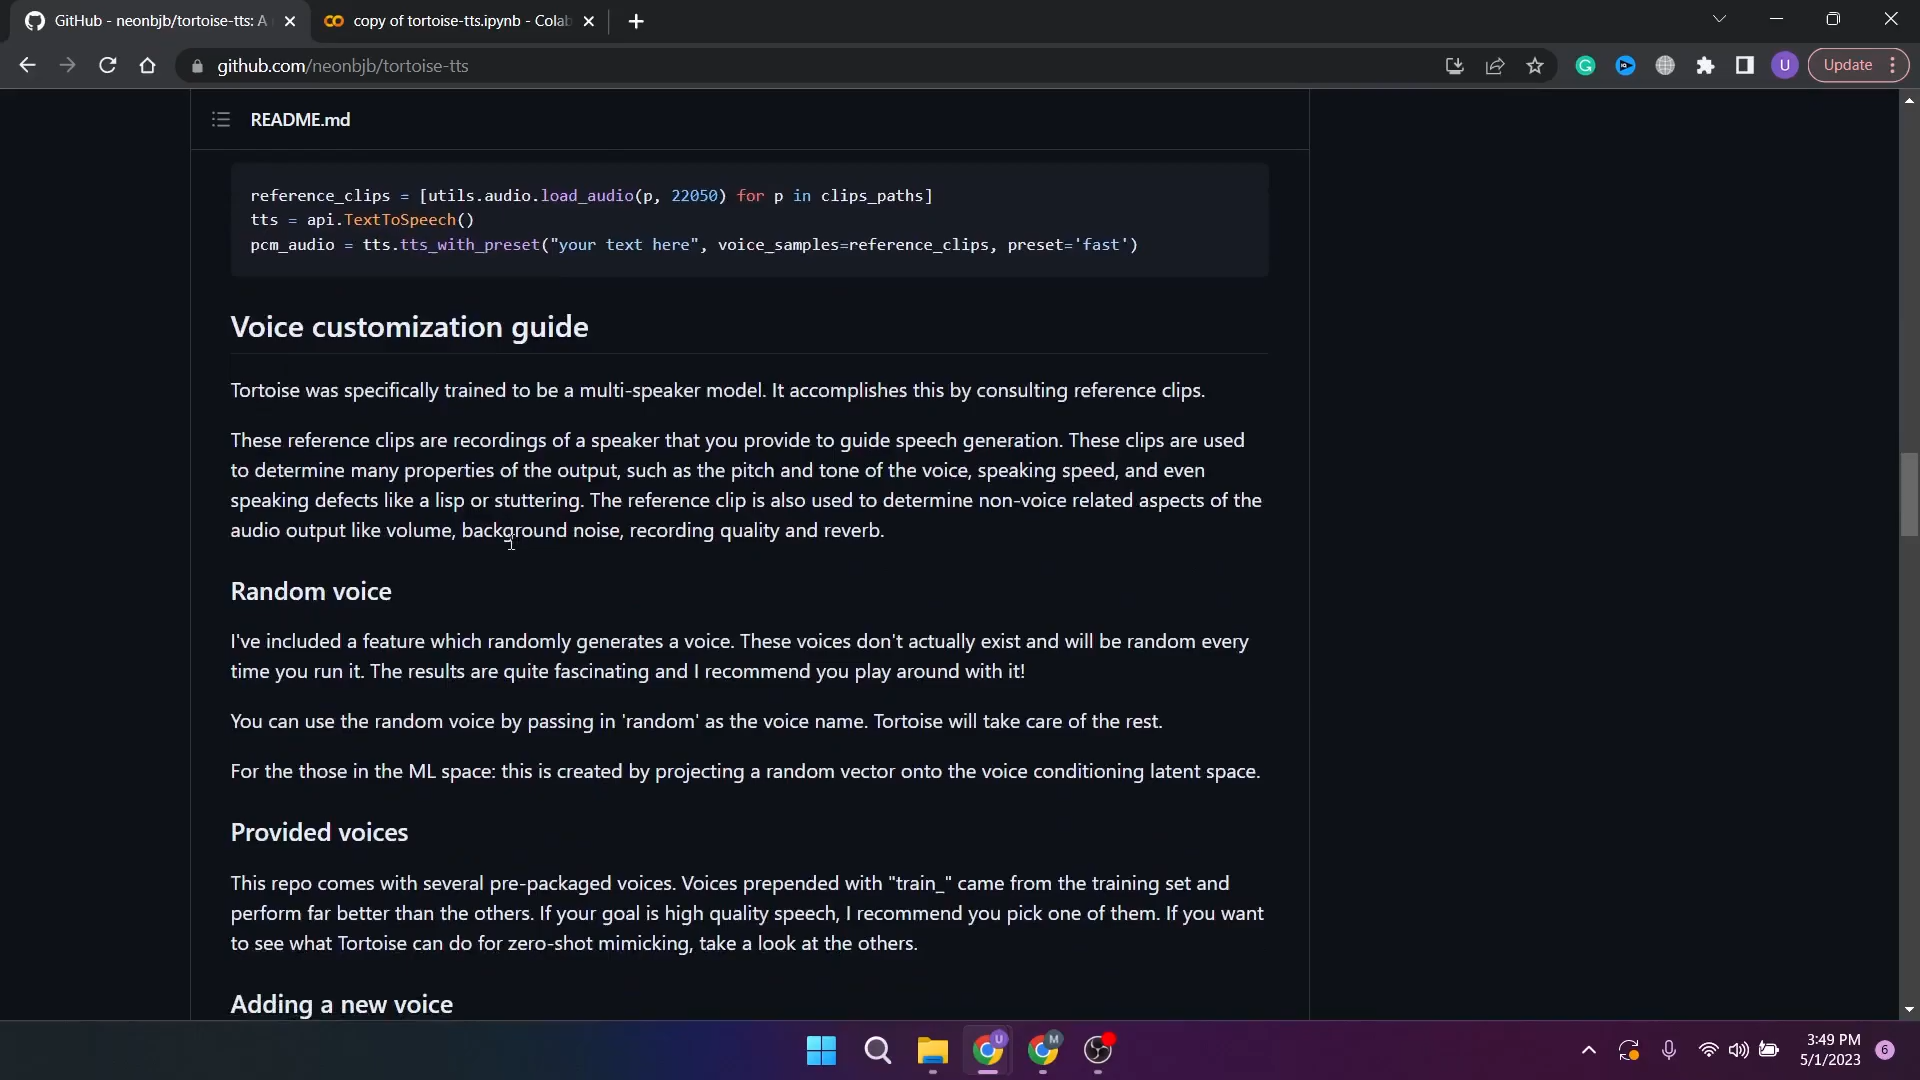 GitHub - neonbjb/tortoise-tts: A
copy of tortoise-tts.ipynb - Colab
github.com/neonbjb/tortoise-tts
U
Update
README.md
reference_clips = [utils.audio.load_audio(p, 22050) for p in clips_paths]
tts = api.TextToSpeech()
pcm_audio = tts.tts_with_preset("your text here", voice_samples=reference_clips, preset='fast')
Voice customization guide
Tortoise was specifically trained to be a multi-speaker model. It accomplishes this by consulting reference clips.
These reference clips are recordings of a speaker that you provide to guide speech generation. These clips are used
to determine many properties of the output, such as the pitch and tone of the voice, speaking speed, and even
speaking defects like a lisp or stuttering. The reference clip is also used to determine non-voice related aspects of the
audio output like volume, background noise, recording quality and reverb.
Random voice
I've included a feature which randomly generates a voice. These voices don't actually exist and will be random every
time you run it. The results are quite fascinating and I recommend you play around with it!
You can use the random voice by passing in 'random' as the voice name. Tortoise will take care of the rest.
For the those in the ML space: this is created by projecting a random vector onto the voice conditioning latent space.
Provided voices
This repo comes with several pre-packaged voices. Voices prepended with "train_" came from the training set and
perform far better than the others. If your goal is high quality speech, I recommend you pick one of them. If you want
to see what Tortoise can do for zero-shot mimicking, take a look at the others.
Adding a new voice
U
M
3:49 PM
5/1/2023
6